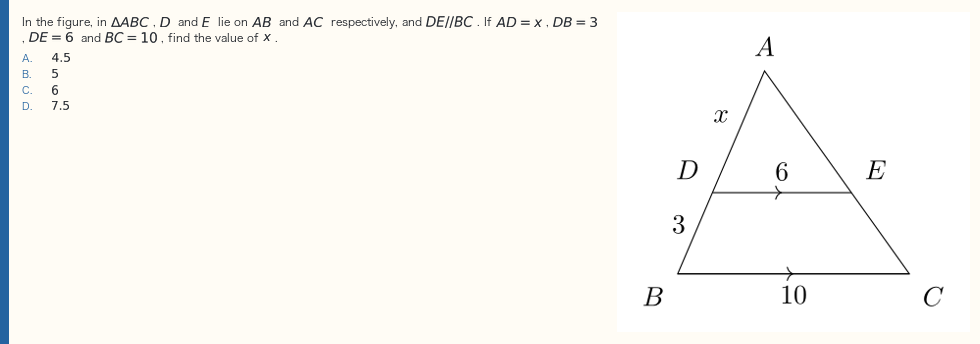 In the figure, in ΔABC , D and E lie on AB and AC respectively, and DE//BC . If AD = x , DB = 3
, DE = 6 and BC = 10 , find the value of x .
A. 4.5
B. 5
C. 6
D. 7.5
A
x
D 6 E
3
B 10 C